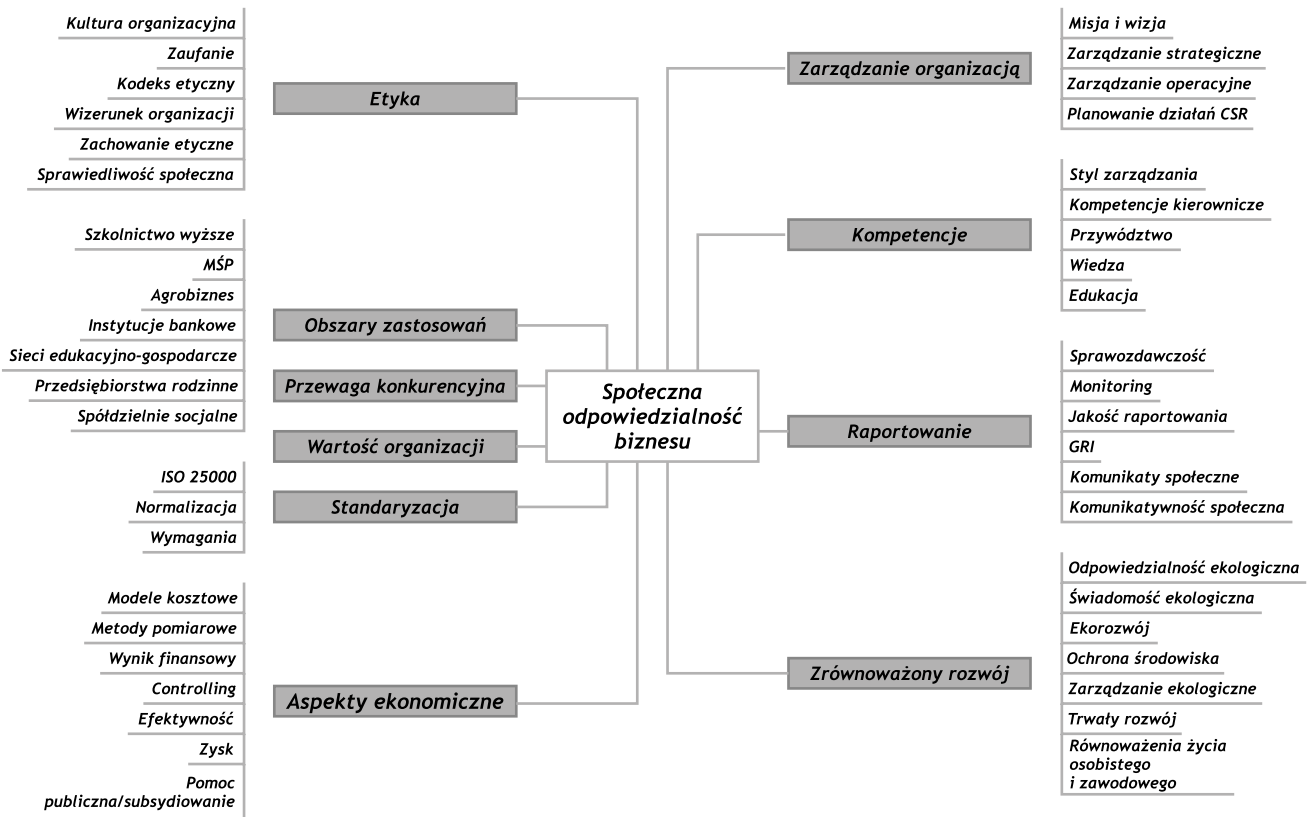 Kultura organizacyjna
Zaufanie
Kodeks etyczny
Wizerunek organizacji
Zachowanie etyczne
Sprawiedliwość społeczna
Etyka
Szkolnictwo wyższe
MŚP
Agrobiznes
Instytucje bankowe
Sieci edukacyjno-gospodarcze
Przedsiębiorstwa rodzinne
Spółdzielnie socjalne
Obszary zastosowań
Przewaga konkurencyjna
Wartość organizacji
ISO 25000
Normalizacja
Wymagania
Standaryzacja
Modele kosztowe
Metody pomiarowe
Wynik finansowy
Controlling
Efektywność
Zysk
Pomoc
publiczna/subsydiowanie
Aspekty ekonomiczne
Społeczna
odpowiedzialność
biznesu
Zarządzanie organizacją
Misja i wizja
Zarządzanie strategiczne
Zarządzanie operacyjne
Planowanie działań CSR
Kompetencje
Styl zarządzania
Kompetencje kierownicze
Przywództwo
Wiedza
Edukacja
Raportowanie
Sprawozdawczość
Monitoring
Jakość raportowania
GRI
Komunikaty społeczne
Komunikatywność społeczna
Zrównoważony rozwój
Odpowiedzialność ekologiczna
Świadomość ekologiczna
Ekorozwój
Ochrona środowiska
Zarządzanie ekologiczne
Trwały rozwój
Równoważenia życia
osobistego
i zawodowego